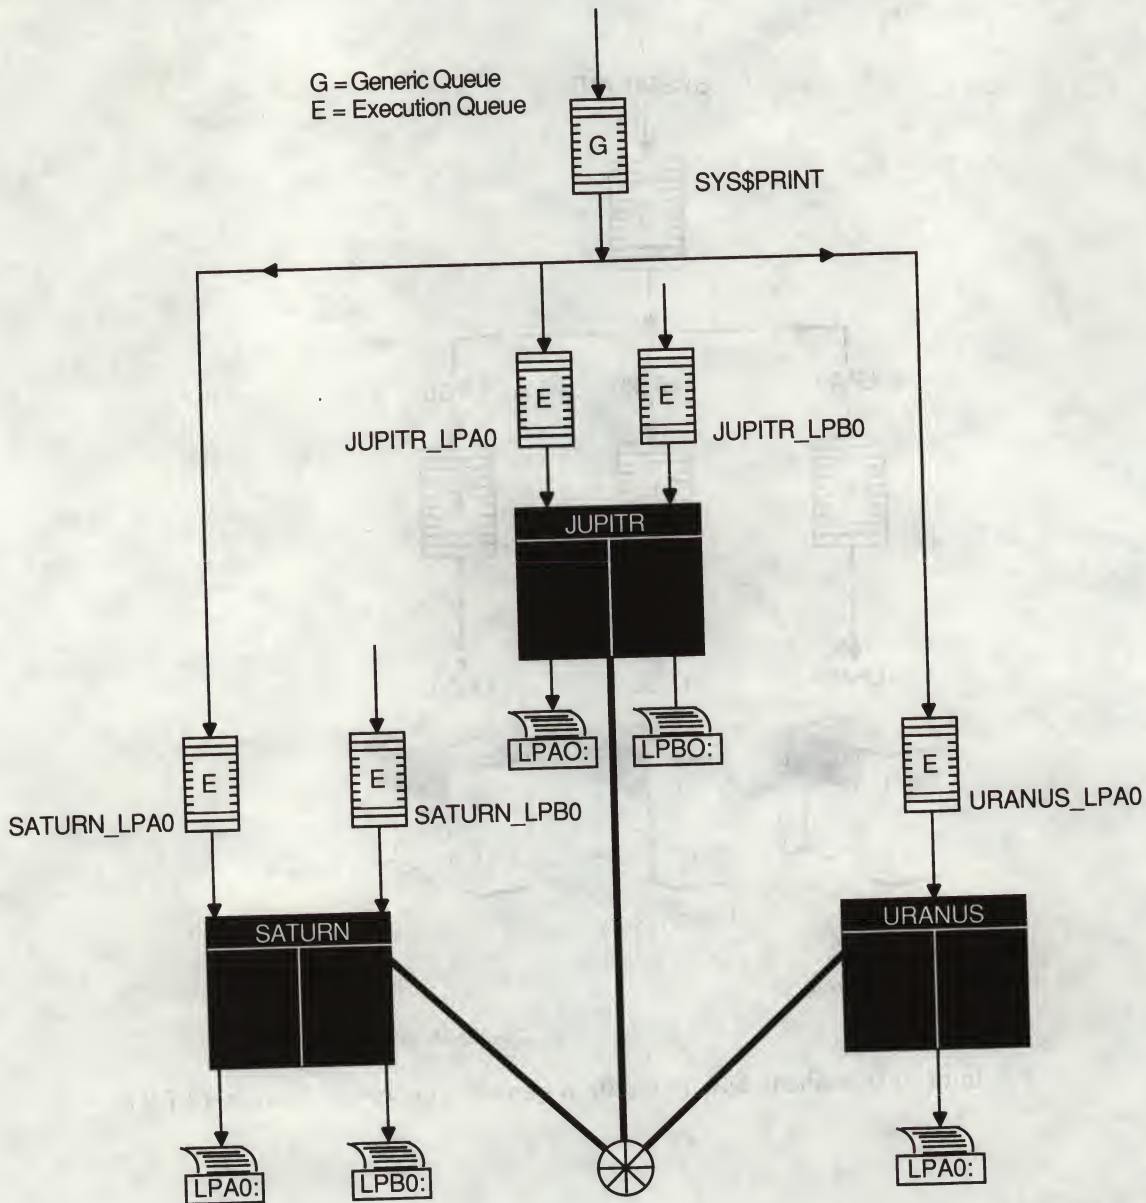 G = Generic Queue
E = Execution Queue
G
SYS$PRINT
E
E
JUPITR_LPA0
JUPITR_LPB0
JUPITR
LPAO:
LPBO:
E
E
E
SATURN_LPA0
SATURN_LPB0
URANUS_LPA0
SATURN
URANUS
LPA0:
LPB0:
LPA0: